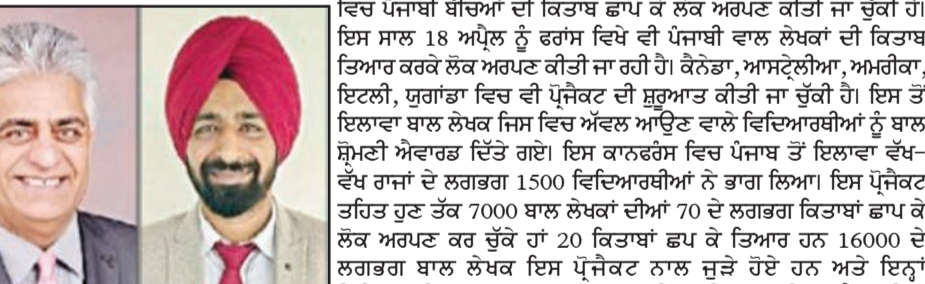 ਵਿਚ ਪੰਜਾਬੀ ਬੱਚਿਆਂ ਦੀ ਕਿਤਾਬ ਛਾਪ ਕੇ ਲੋਕ ਅਰਪਣ ਕੀਤੀ ਜਾ ਚੁੱਕੀ ਹੈ।
ਇਸ ਸਾਲ 18 ਅਪ੍ਰੈਲ ਨੂੰ ਫਰਾਂਸ ਵਿਖੇ ਵੀ ਪੰਜਾਬੀ ਵਾਲ ਲੇਖਕਾਂ ਦੀ ਕਿਤਾਬ
ਤਿਆਰ ਕਰਕੇ ਲੋਕ ਅਰਪਣ ਕੀਤੀ ਜਾ ਰਹੀ ਹੈ। ਕੈਨੇਡਾ, ਆਸਟ੍ਰੇਲੀਆ, ਅਮਰੀਕਾ,
ਇਟਲੀ, ਯੁਗਾਂਡਾ ਵਿਚ ਵੀ ਪ੍ਰੋਜੈਕਟ ਦੀ ਸ਼ੁਰੂਆਤ ਕੀਤੀ ਜਾ ਚੁੱਕੀ ਹੈ। ਇਸ ਤੋਂ
ਇਲਾਵਾ ਬਾਲ ਲੇਖਕ ਜਿਸ ਵਿਚ ਅੱਵਲ ਆਉਣ ਵਾਲੇ ਵਿਦਿਆਰਥੀਆਂ ਨੂੰ ਬਾਲ
ਸ਼੍ਰੋਮਣੀ ਐਵਾਰਡ ਦਿੱਤੇ ਗਏ। ਇਸ ਕਾਨਫਰੰਸ ਵਿਚ ਪੰਜਾਬ ਤੋਂ ਇਲਾਵਾ ਵੱਖ-
ਵੱਖ ਰਾਜਾਂ ਦੇ ਲਗਭਗ 1500 ਵਿਦਿਆਰਥੀਆਂ ਨੇ ਭਾਗ ਲਿਆ। ਇਸ ਪ੍ਰੋਜੈਕਟ
ਤਹਿਤ ਹੁਣ ਤੱਕ 7000 ਬਾਲ ਲੇਖਕਾਂ ਦੀਆਂ 70 ਦੇ ਲਗਭਗ ਕਿਤਾਬਾਂ ਛਾਪ ਕੇ
ਲੋਕ ਅਰਪਣ ਕਰ ਚੁੱਕੇ ਹਾਂ 20 ਕਿਤਾਬਾਂ ਛਪ ਕੇ ਤਿਆਰ ਹਨ 16000 ਦੇ
ਲਗਭਗ ਬਾਲ ਲੇਖਕ ਇਸ ਪ੍ਰੋਜੈਕਟ ਨਾਲ ਜੁੜੇ ਹੋਏ ਹਨ ਅਤੇ ਇਨ੍ਹਾਂ